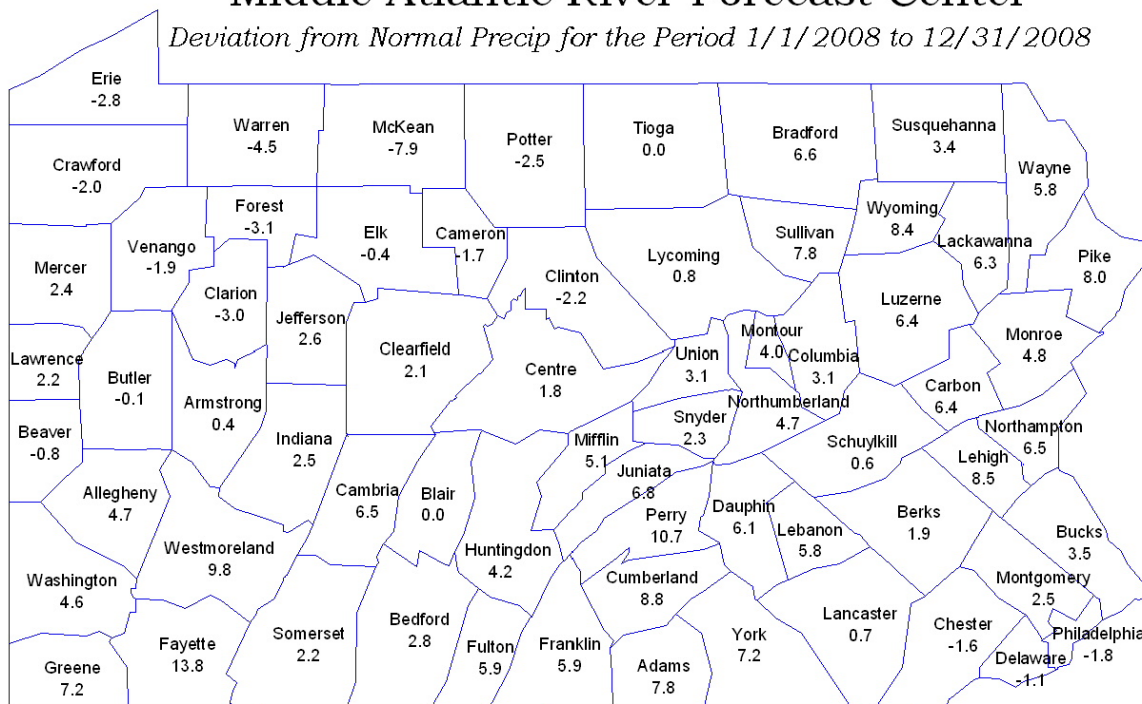 Middle Atlantic River Forecast Center
Deviation from Normal Precip for the Period 1/1/2008 to 12/31/2008
Erie
-2.8
Warren
-4.5
McKean
-7.9
Potter
-2.5
Tioga
0.0
Bradford
6.6
Susquehanna
3.4
Wayne
5.8
Crawford
-2.0
Forest
-3.1
Venango
-1.9
Elk
-0.4
Cameron
-1.7
Clinton
-2.2
Lycoming
0.8
Sullivan
7.8
Wyoming
8.4
Lackawanna
6.3
Pike
8.0
Mercer
2.4
Clarion
-3.0
Jefferson
2.6
Clearfield
2.1
Centre
1.8
Union
3.1
Montour
4.0
Columbia
3.1
Luzerne
6.4
Monroe
4.8
Lawrence
2.2
Butler
-0.1
Armstrong
0.4
Northumberland
4.7
Carbon
6.4
Beaver
-0.8
Indiana
2.5
Mifflin
5.1
Snyder
2.3
Schuylkill
0.6
Lehigh
8.5
Northampton
6.5
Allegheny
4.7
Cambria
6.5
Blair
0.0
Juniata
6.8
Perry
10.7
Dauphin
6.1
Lebanon
5.8
Berks
1.9
Bucks
3.5
Westmoreland
9.8
Huntingdon
4.2
Washington
4.6
Cumberland
8.8
Montgomery
2.5
Fayette
13.8
Somerset
2.2
Bedford
2.8
Fulton
5.9
Franklin
5.9
York
7.2
Lancaster
0.7
Chester
-1.6
Philadelphia
-1.8
Greene
7.2
Adams
7.8
Delaware
-1.1